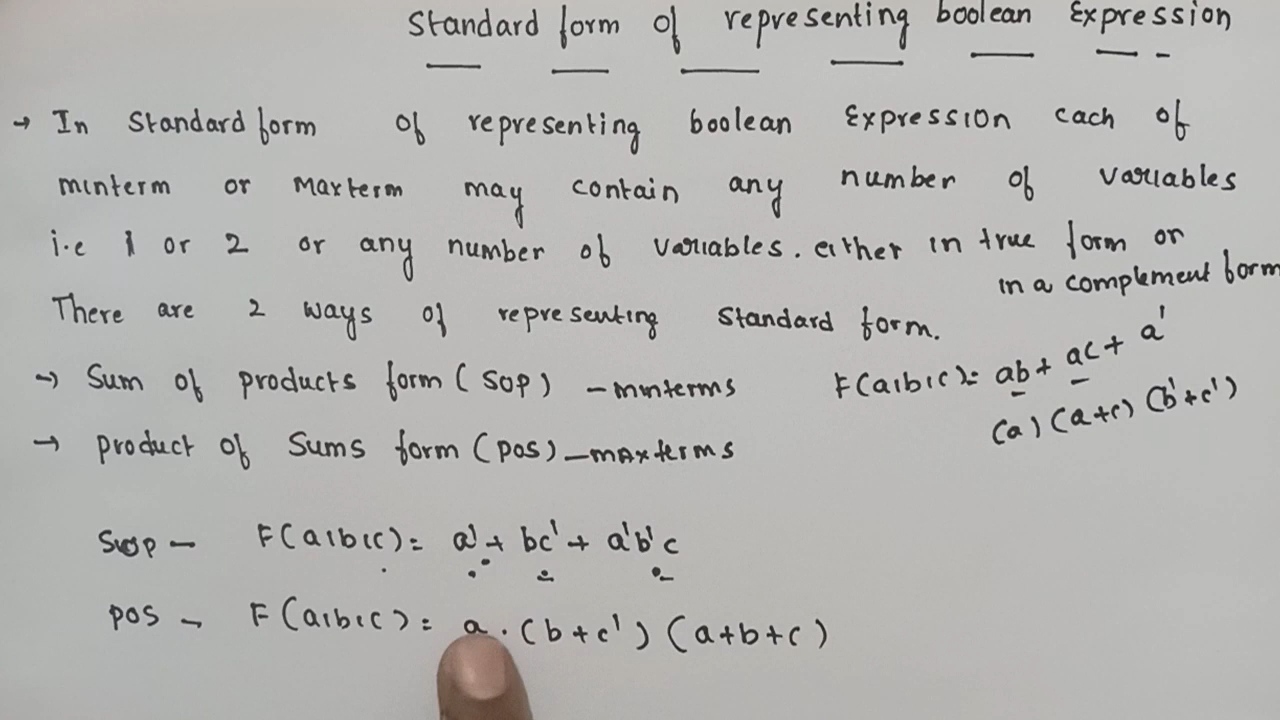 Standard form of representing boolean Expression
→ In Standard form of representing boolean Expression each of
minterm or Maxterm may contain any number of variables
i.e 1 or 2 or any number of variables. either in true form or
in a complement form
There are 2 ways of representing Standard form.
→ Sum of products form (SOP) - minterms
F(a,b,c)= ab + ac + a'
(a) (a+c) (b'+c')
→ product of Sums form (POS) - maxterms
SOP - F(a,b,c)= a' + bc' + a'b'c
POS - F(a,b,c)= a . (b+c') (a+b+c)